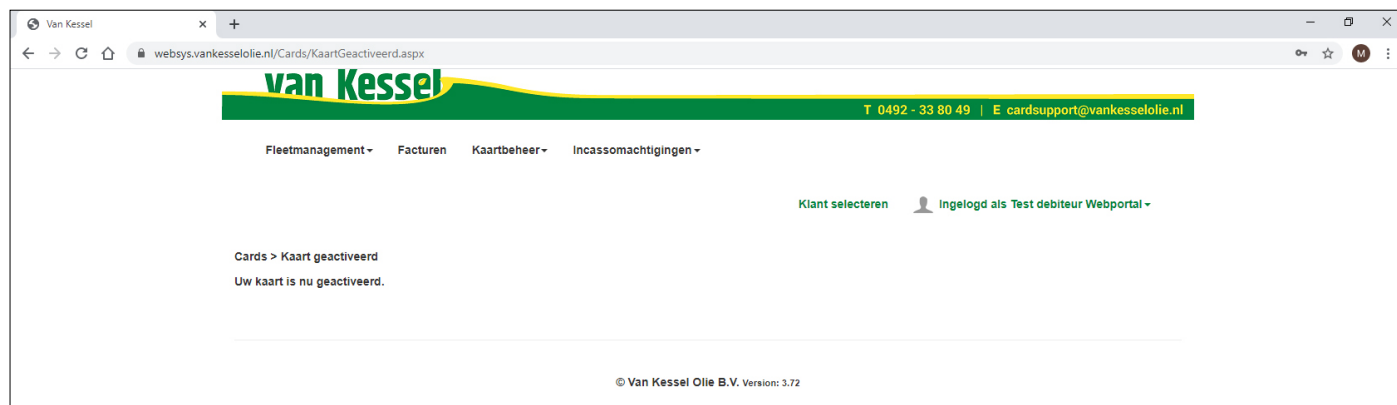 Van Kessel
websys.vankesselolie.nl/Cards/KaartGeactiveerd.aspx
M
van Kessel
T 0492 - 33 80 49 | E cardsupport@vankesselolie.nl
Fleetmanagement Facturen Kaartbeheer Incassomachtigingen
Klant selecteren Ingelogd als Test debiteur Webportal
Cards > Kaart geactiveerd
Uw kaart is nu geactiveerd.
© Van Kessel Olie B.V. Version: 3.72